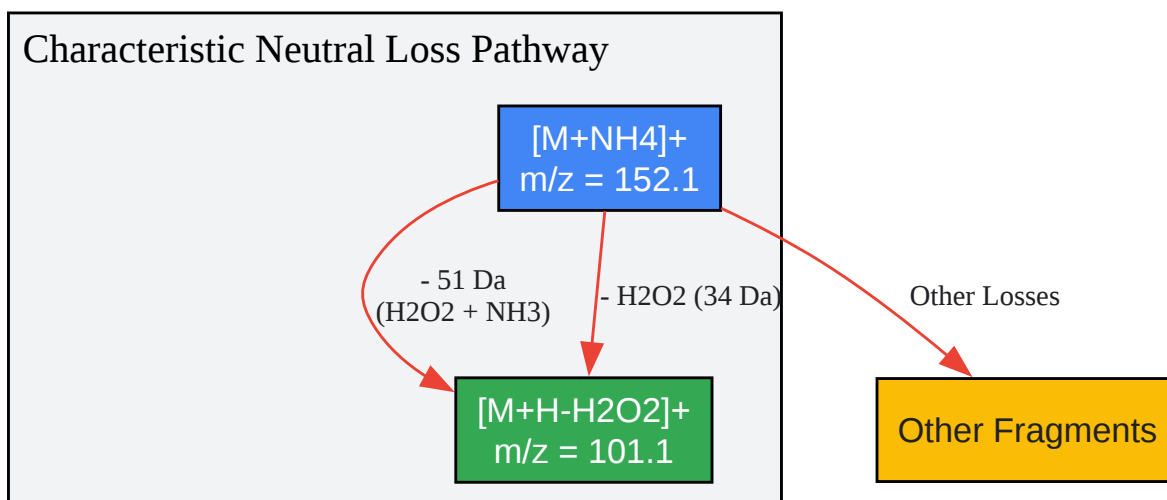 Characteristic Neutral Loss Pathway
[M+NH4]+
m/z = 152.1
- 51 Da
(H2O2 + NH3)
- H2O2 (34 Da)
Other Losses
[M+H-H2O2]+
m/z = 101.1
Other Fragments